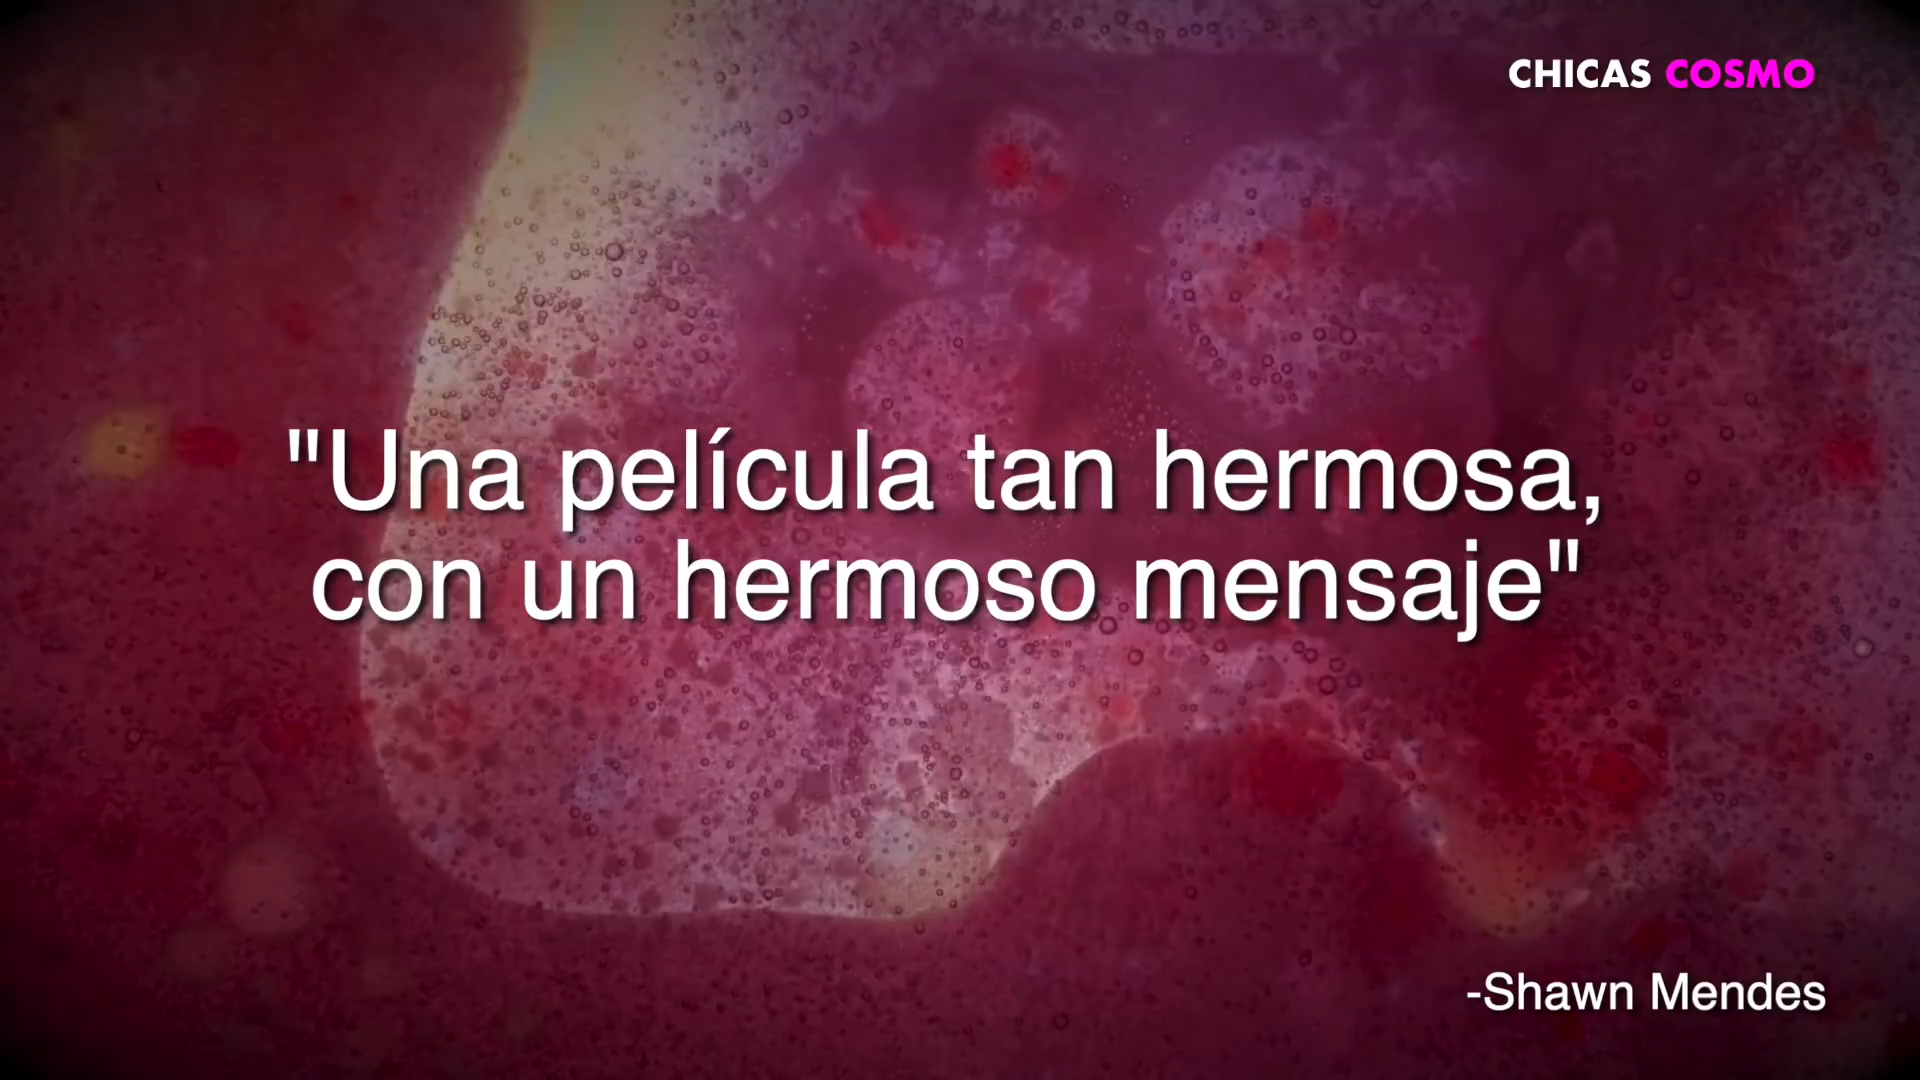 CHICAS COSMO
"Una película tan hermosa,
con un hermoso mensaje"
-Shawn Mendes